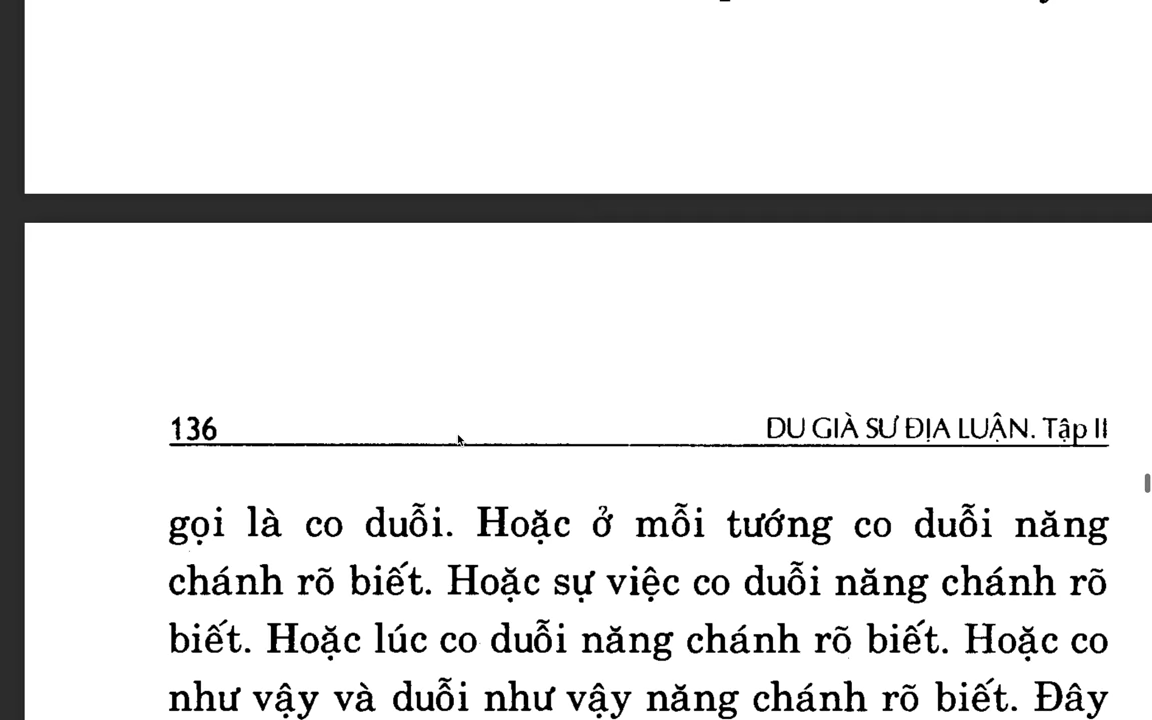 136
DU GIÀ SƯ ĐỊA LUẬN. Tập II
gọi là co duỗi. Hoặc ở mỗi tướng co duỗi năng
chánh rõ biết. Hoặc sự việc co duỗi năng chánh rõ
biết. Hoặc lúc co duỗi năng chánh rõ biết. Hoặc co
như vậy và duỗi như vậy năng chánh rõ biết. Đây